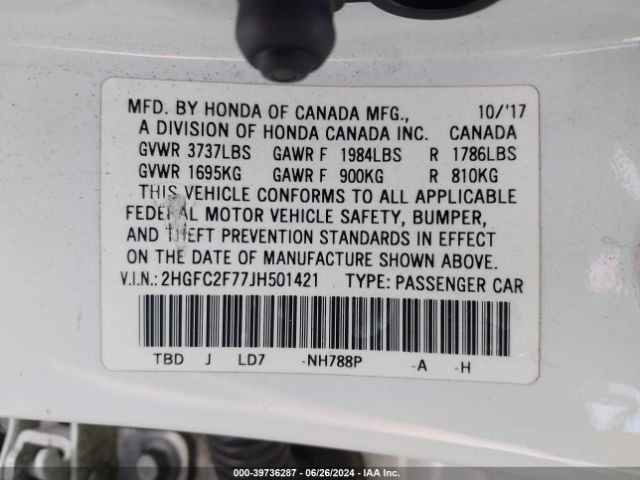 MFD. BY HONDA OF CANADA MFG., 10/'17
A DIVISION OF HONDA CANADA INC. CANADA
GVWR 3737LBS GAWR F 1984LBS R 1786LBS
GVWR 1695KG GAWR F 900KG R 810KG
THIS VEHICLE CONFORMS TO ALL APPLICABLE
FEDERAL MOTOR VEHICLE SAFETY, BUMPER,
AND THEFT PREVENTION STANDARDS IN EFFECT
ON THE DATE OF MANUFACTURE SHOWN ABOVE.
V.I.N.: 2HGFC2F77JH501421 TYPE: PASSENGER CAR
TBD J LD7 -NH788P -A -H
000-39736287 - 06/26/2024 - IAA Inc.